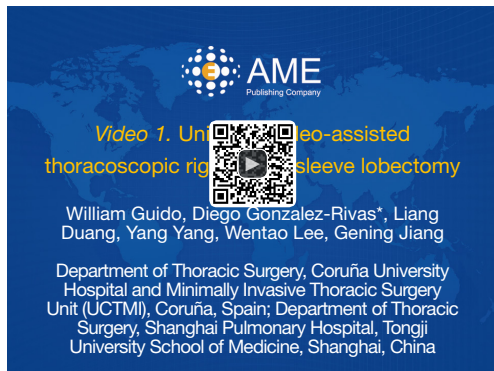 AME
Publishing Company
Video 1. Uni eo-assisted
thoracoscopic rig sleeve lobectomy
William Guido, Diego Gonzalez-Rivas*, Liang
Duang, Yang Yang, Wentao Lee, Gening Jiang
Department of Thoracic Surgery, Coruña University
Hospital and Minimally Invasive Thoracic Surgery
Unit (UCTMI), Coruña, Spain; Department of Thoracic
Surgery, Shanghai Pulmonary Hospital, Tongji
University School of Medicine, Shanghai, China